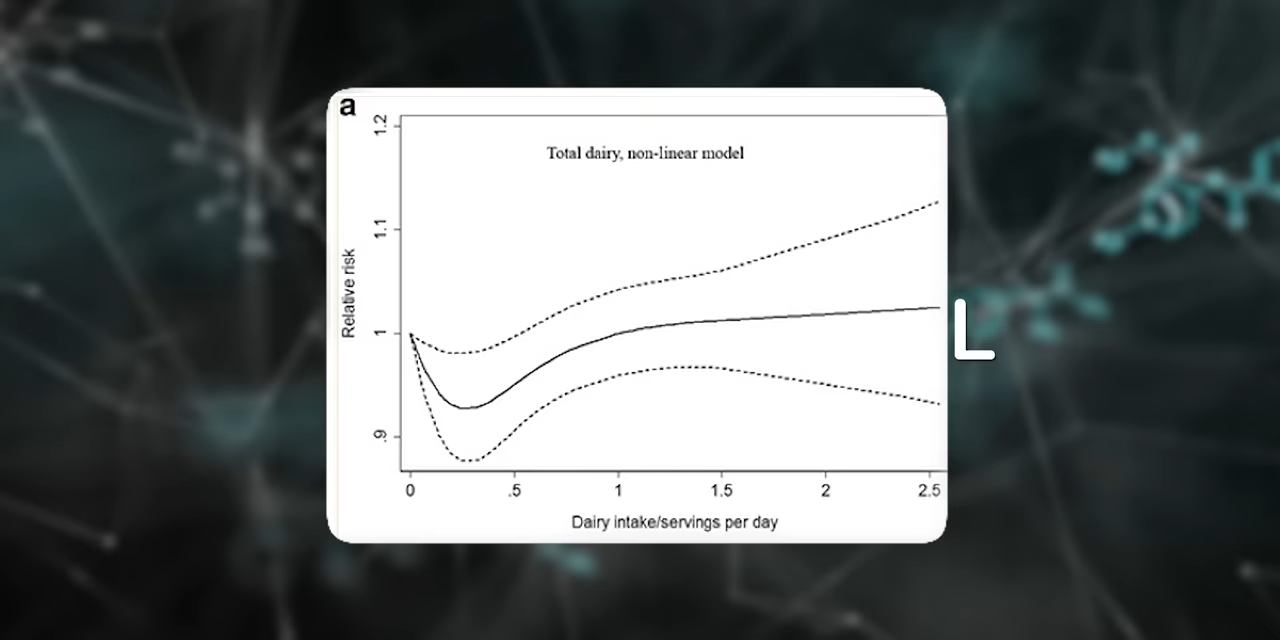 a
Total dairy, non-linear model
Relative risk
1.2
1.1
1
.9
0 .5 1 1.5 2 2.5
Dairy intake/servings per day
L